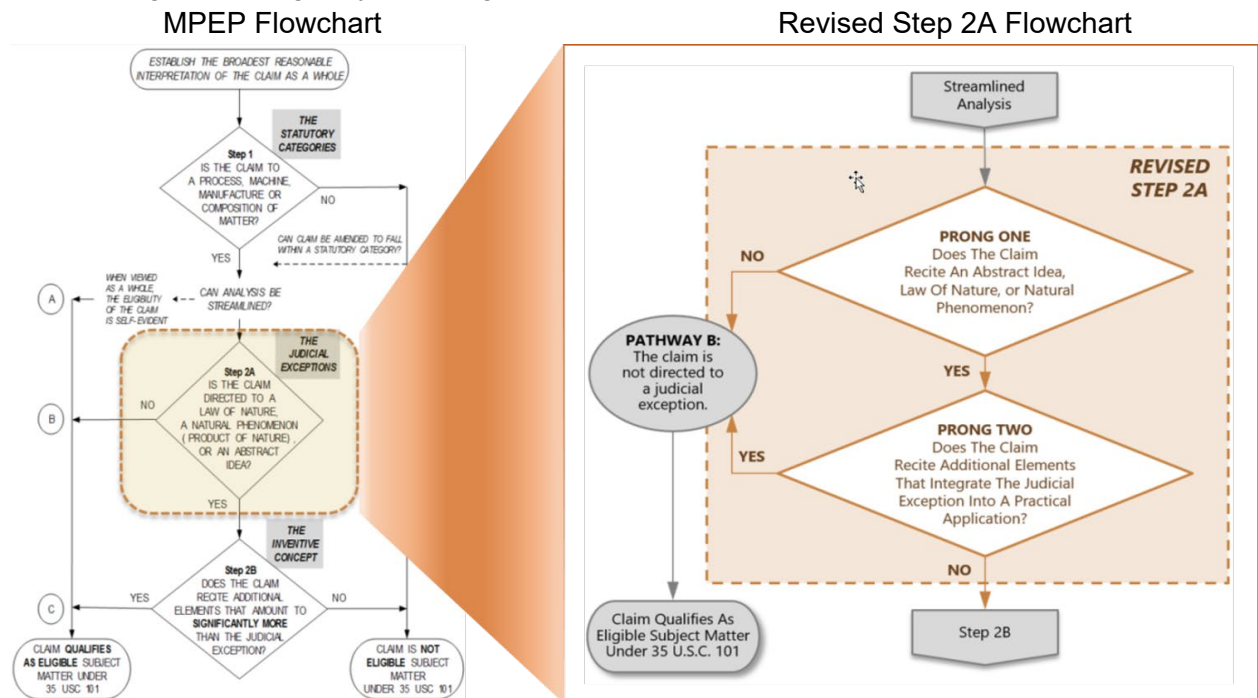 MPEP Flowchart
Revised Step 2A Flowchart
ESTABLISH THE BROADEST REASONABLE
INTERPRETATION OF THE CLAIM AS A WHOLE
THE
STATUTORY
CATEGORIES
Step 1
IS THE CLAIM TO
A PROCESS, MACHINE,
MANUFACTURE OR
COMPOSITION OF
MATTER?
NO
YES
CAN CLAIM BE AMENDED TO FALL
WITHIN A STATUTORY CATEGORY?
WHEN VIEWED
AS A WHOLE,
THE ELIGIBILITY
OF THE CLAIM
IS SELF-EVIDENT
A
CAN ANALYSIS BE
STREAMLINED?
THE
JUDICIAL
EXCEPTIONS
Step 2A
IS THE CLAIM
DIRECTED TO A
LAW OF NATURE,
A NATURAL PHENOMENON
(PRODUCT OF NATURE),
OR AN ABSTRACT
IDEA?
NO
B
YES
THE
INVENTIVE
CONCEPT
Step 2B
DOES THE CLAIM
RECITE ADDITIONAL
ELEMENTS THAT AMOUNT TO
SIGNIFICANTLY MORE
THAN THE JUDICIAL
EXCEPTION?
YES
NO
C
CLAIM QUALIFIES
AS ELIGIBLE SUBJECT
MATTER UNDER
35 USC 101
CLAIM IS NOT
ELIGIBLE SUBJECT
MATTER
UNDER 35 USC 101
Streamlined
Analysis
REVISED
STEP 2A
PRONG ONE
Does The Claim
Recite An Abstract Idea,
Law Of Nature, or Natural
Phenomenon?
NO
YES
PATHWAY B:
The claim is
not directed to
a judicial
exception.
PRONG TWO
Does The Claim
Recite Additional Elements
That Integrate The Judicial
Exception Into A Practical
Application?
YES
NO
Claim Qualifies As
Eligible Subject Matter
Under 35 U.S.C. 101
Step 2B